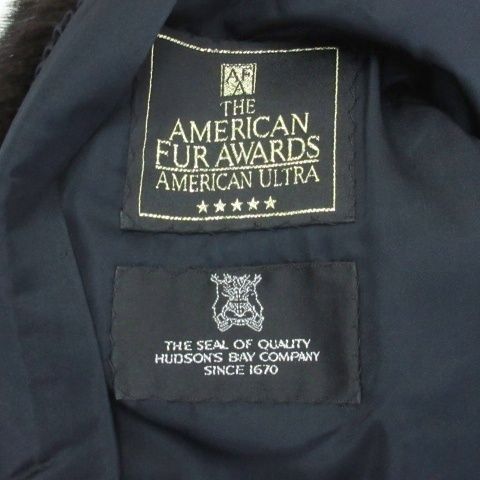 AFA
THE
AMERICAN
FUR AWARDS
AMERICAN ULTRA
★★★★★
THE SEAL OF QUALITY
HUDSON'S BAY COMPANY
SINCE 1670